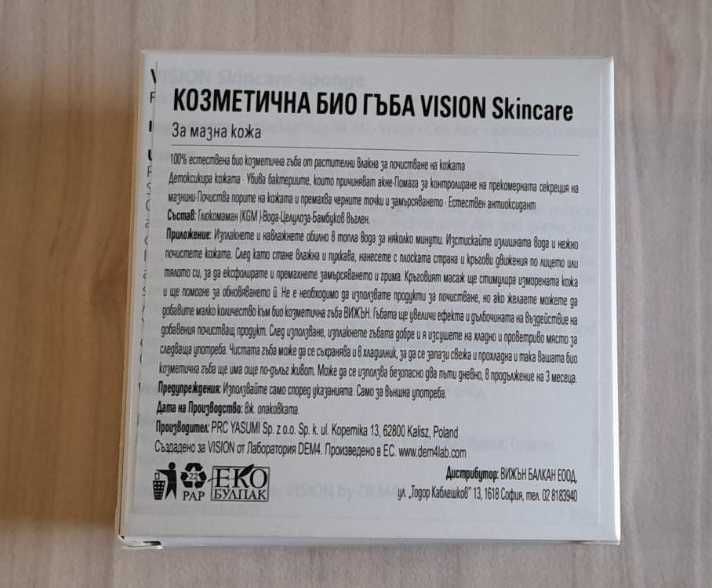 VISION Skincare sponge
КОЗМЕТИЧНА БИО ГЪБА VISION Skincare
За мазна кожа
100% естествена био козметична гъба от растителни влакна за почистване на кожата
Детоксикира кожата · Убива бактериите, които причиняват акне·Помага за контролиране на прекомерната секреция на
мазнини·Почиства порите на кожата и премахва черните точки и замърсяването · Естествен антиоксидант
Състав: Глюкомаман (KGM )-Вода-Целулоза-Бамбуков въглен.
Приложение: Изплакнете и навлажнете обилно в топла вода за няколко минути. Изстискайте излишната вода и нежно
почистете кожата. След като стане влажна и пухкава, нанесете с плоската страна и кръгови движения по лицето или
тялото си, за да ексфолирате и премахнете замърсяването и грима. Кръговият масаж ще стимулира изморената кожа
и ще помогне за обновяването й. Не е необходимо да използвате продукти за почистване, но ако желаете можете да
добавите малко количество към био козметична гъба ВИЖЪН. Гъбата ще увеличи ефекта и дълбочината на въздействие на
добавения почистващ продукт. След използване, изплакнете гъбата добре и я изсушете на хладно и проветриво място за
следваща употреба. Чистата гъба може да се съхранява и в хладилник, за да се запази свежа и прохладна и така вашата био
козметична гъба ще има още по-дълъг живот. Може да се използва безопасно два пъти дневно, в продължение на 3 месеца.
Предупреждения: Използвайте само според указанията. Само за външна употреба.
Дата на Производство: вж. опаковката.
Производител: PRC YASUMI Sp. z o.o. Sp. k. ul. Kopernika 13, 62800 Kalisz, Poland
Създадено за VISION от Лаборатория DEM4. Произведено в ЕС. www.dem4lab.com
22
PAP
ЕКО
БУЛПАК
Дистрибутор: ВИЖЪН БАЛКАН ЕООД,
ул. „Тодор Каблешков" 13, 1618 София, тел. 02 8183940